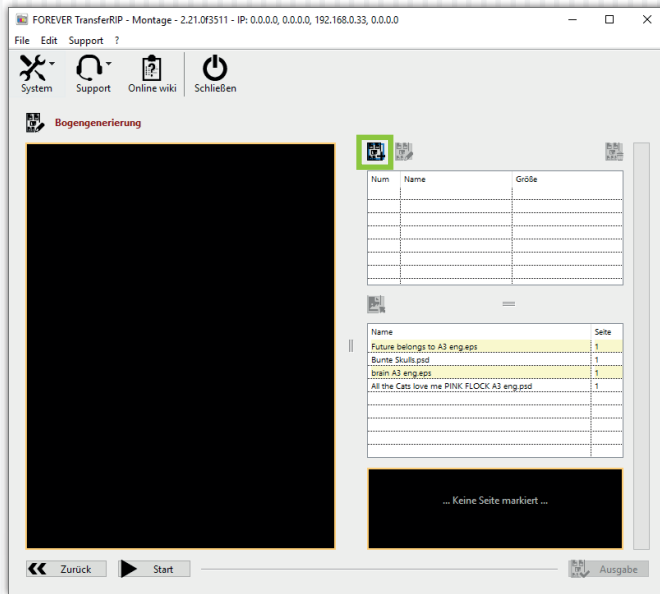 FOREVER TransferRIP - Montage - 2.21.0f3511 - IP: 0.0.0.0, 0.0.0.0, 192.168.0.33, 0.0.0.0
File Edit Support ?
System Support Online wiki Schließen
Bogengenerierung
Num Name Größe
Name Seite
Future belongs to A3 eng.eps 1
Bunte Skulls.psd 1
brain A3 eng.eps 1
All the Cats love me PINK FLOCK A3 eng.psd 1
... Keine Seite markiert ...
Zurück Start Ausgabe